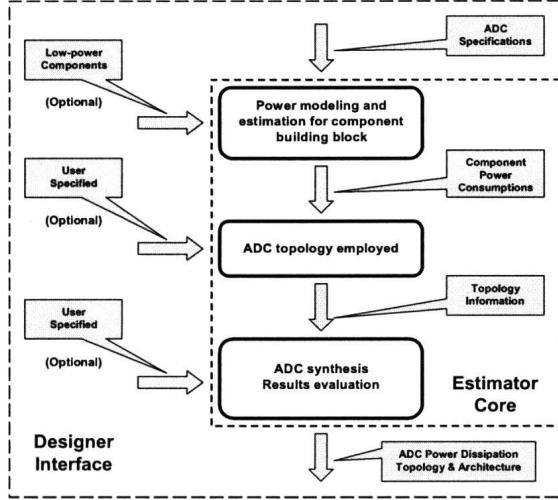 ADC
Specifications
Low-power
Components
(Optional)
Power modeling and
estimation for component
building block
Component
Power
Consumptions
User
Specified
(Optional)
ADC topology employed
Topology
Information
User
Specified
(Optional)
ADC synthesis
Results evaluation
Estimator
Core
Designer
Interface
ADC Power Dissipation
Topology & Architecture